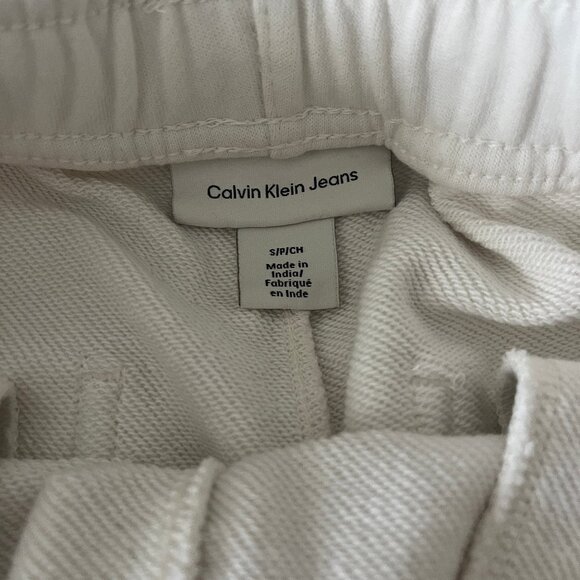 Calvin Klein Jeans
S/P/CH
Made in
India/
Fabriqué
en Inde